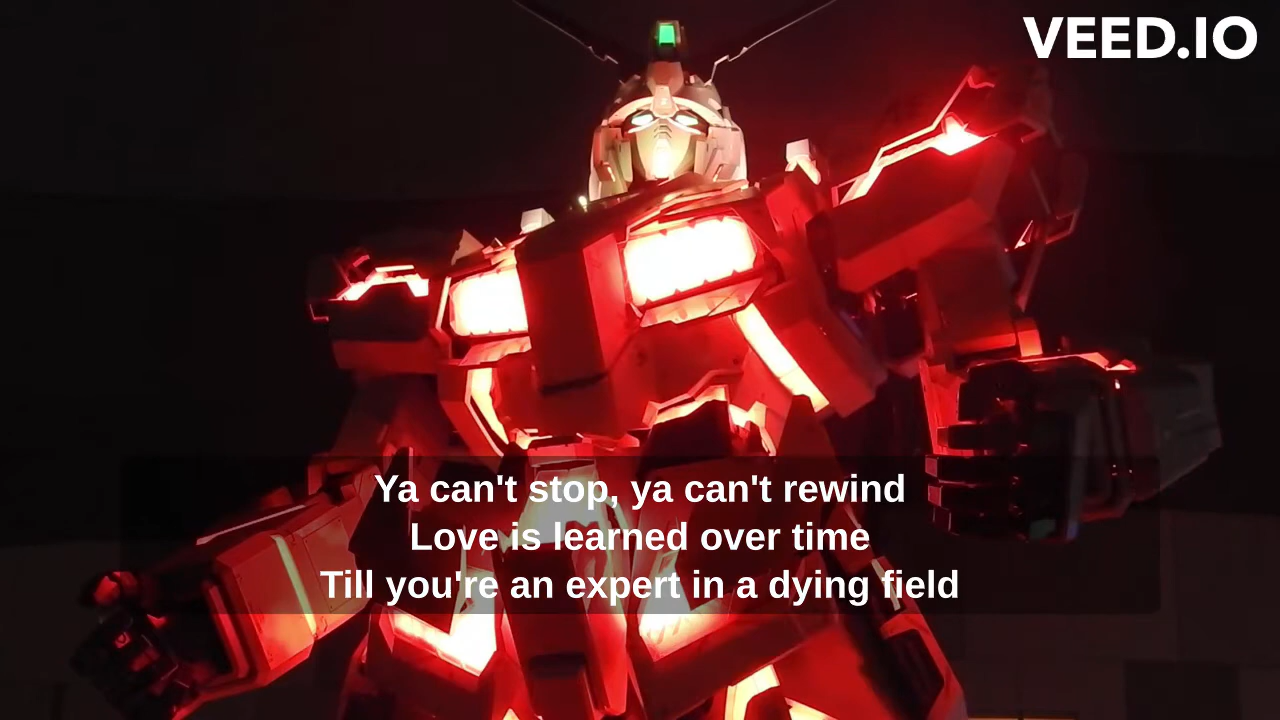 VEED.IO
Ya can't stop, ya can't rewind
Love is learned over time
Till you're an expert in a dying field